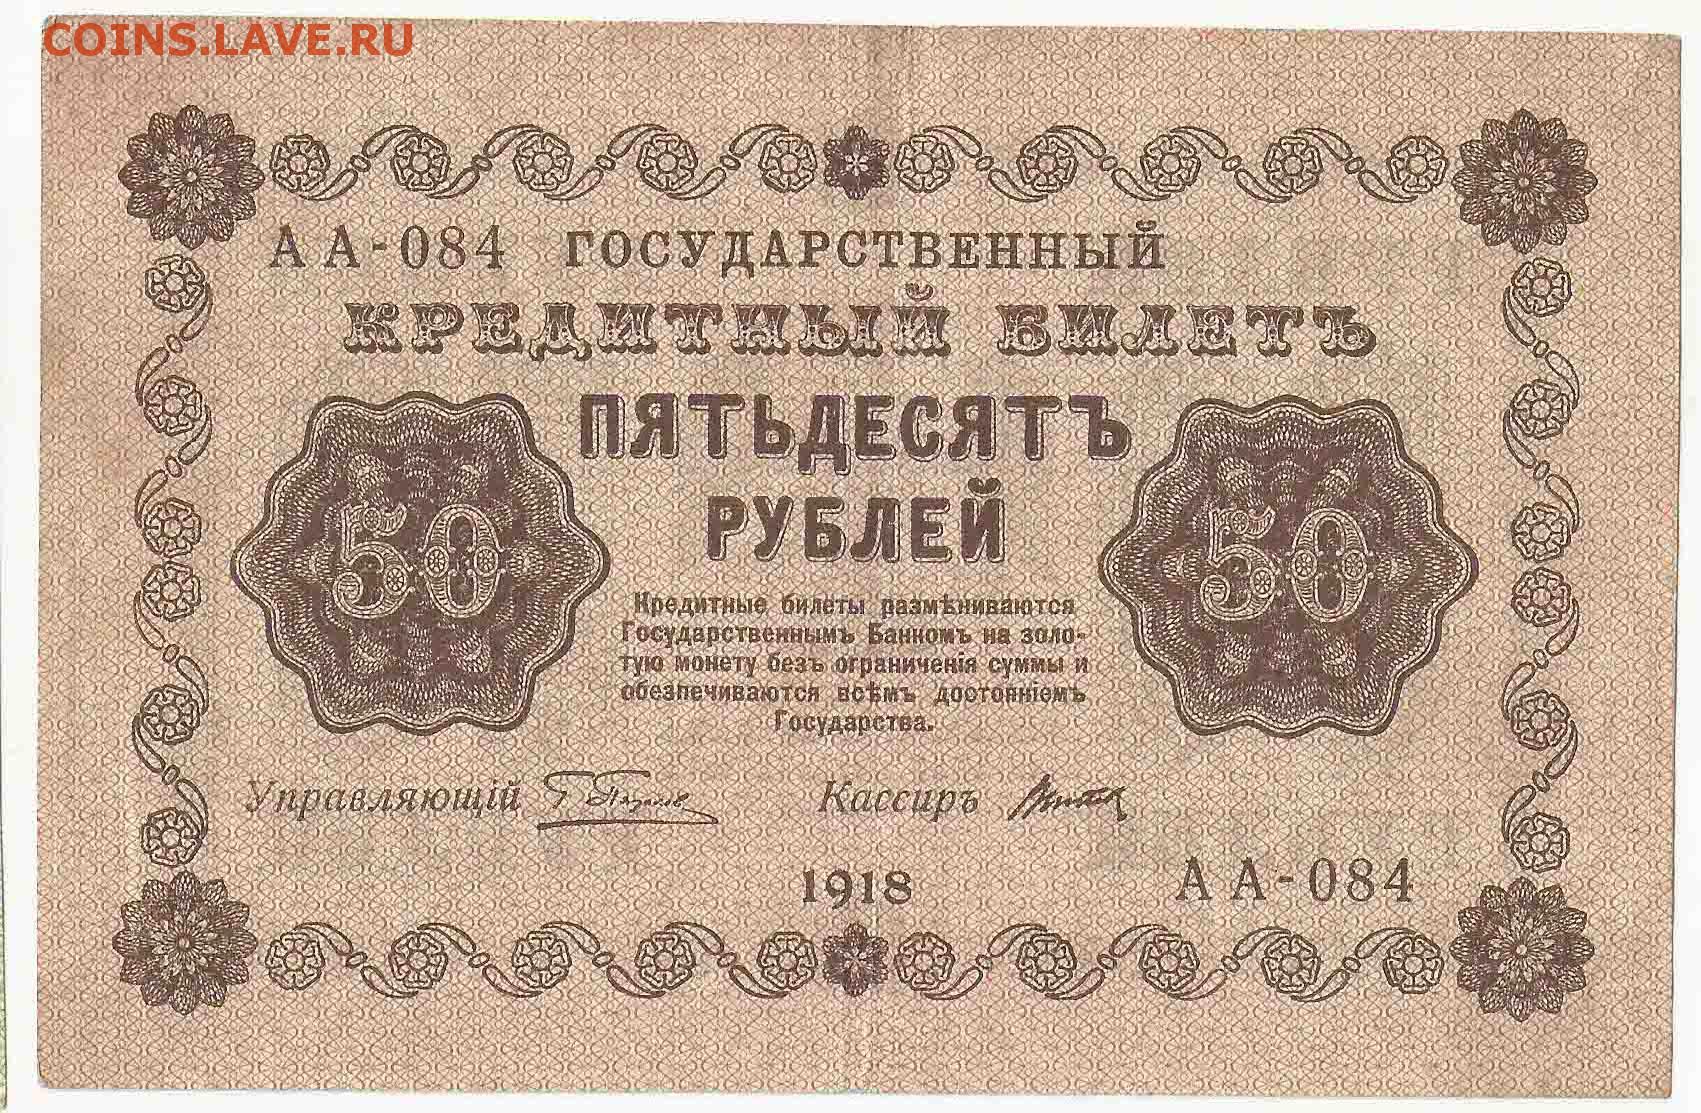 COINS.LAVE.RU
АА-084 ГОСУДАРСТВЕННЫЙ
КРЕДИТНЫЙ БИЛЕТЪ
ПЯТЬДЕСЯТЪ
РУБЛЕЙ
50
50
Кредитные билеты размѣниваются
Государственнымъ Банкомъ на золо-
тую монету безъ ограниченія суммы и
обезпечиваются всѣмъ достояніемъ
Государства.
Управляющій
Кассиръ
1918
АА-084